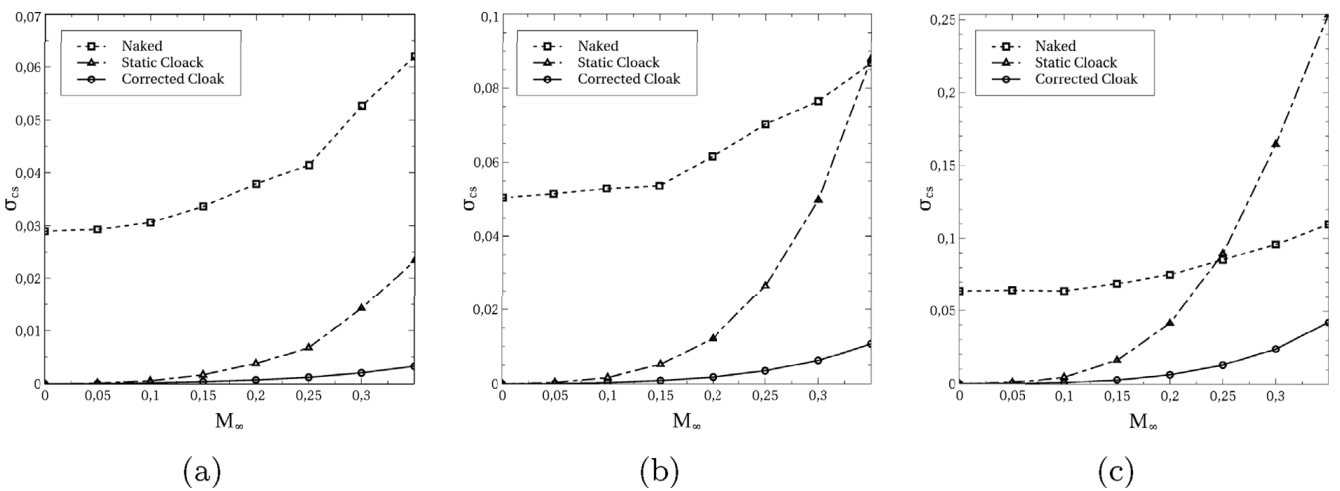 0,07
0,06
0,05
0,04
0,03
0,02
0,01
0
σcs
Naked
Static Cloack
Corrected Cloak
0 0,05 0,1 0,15 0,2 0,25 0,3
M∞
(a)
0,1
0,08
0,06
0,04
0,02
0
σcs
Naked
Static Cloack
Corrected Cloak
0 0,05 0,1 0,15 0,2 0,25 0,3
M∞
(b)
0,25
0,2
0,15
0,1
0,05
0
σcs
Naked
Static Cloack
Corrected Cloak
0 0,05 0,1 0,15 0,2 0,25 0,3
M∞
(c)